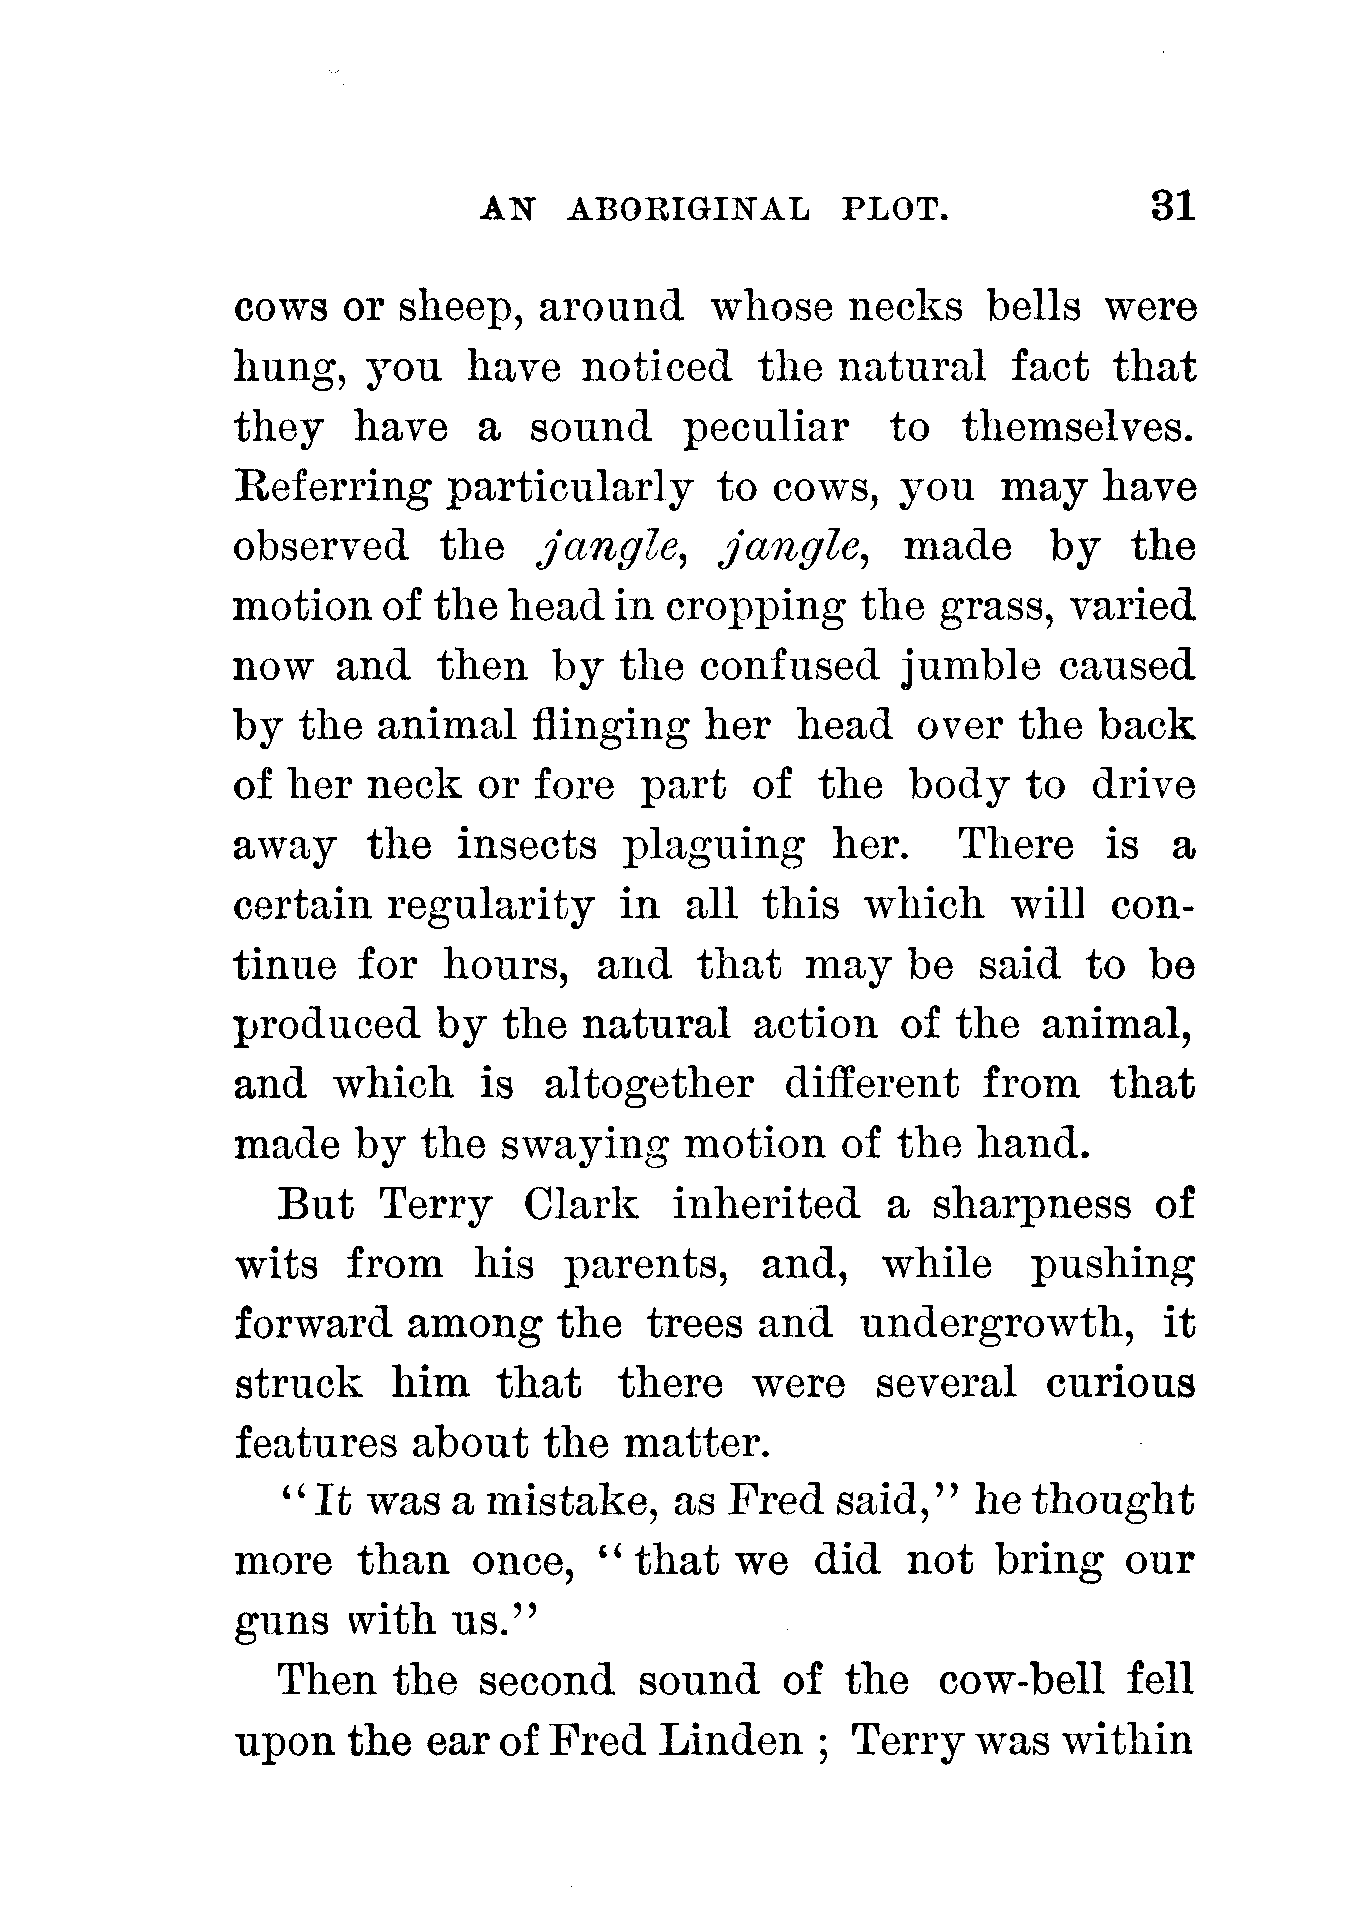 AN ABORIGINAL PLOT. 31
cows or sheep, around whose necks bells were
hung, you have noticed the natural fact that
they have a sound peculiar to themselves.
Referring particularly to cows, you may have
observed the jangle, jangle, made by the
motion of the head in cropping the grass, varied
now and then by the confused jumble caused
by the animal flinging her head over the back
of her neck or fore part of the body to drive
away the insects plaguing her. There is a
certain regularity in all this which will con-
tinue for hours, and that may be said to be
produced by the natural action of the animal,
and which is altogether different from that
made by the swaying motion of the hand.
But Terry Clark inherited a sharpness of
wits from his parents, and, while pushing
forward among the trees and undergrowth, it
struck him that there were several curious
features about the matter.
“It was a mistake, as Fred said,” he thought
more than once, “that we did not bring our
guns with us.”
Then the second sound of the cow-bell fell
upon the ear of Fred Linden ; Terry was within